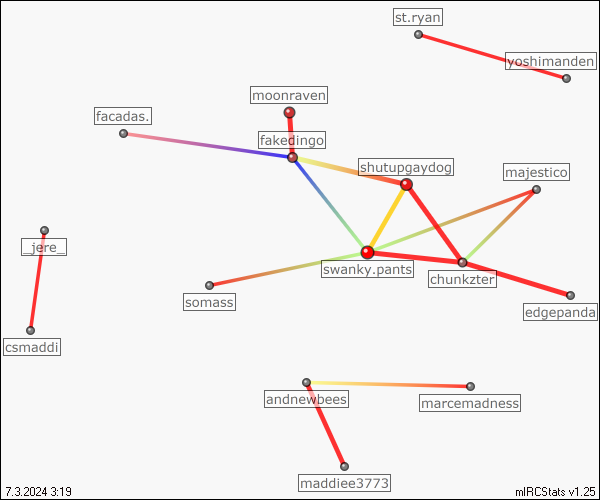 st.ryan
yoshimanden
moonraven
facadas.
fakedingo
shutupgaydog
majestico
_jere_
swanky.pants
chunkzter
somass
edgepanda
csmaddi
andnewbees
marcemadness
maddiee3773
7.3.2024 3:19
mIRCStats v1.25